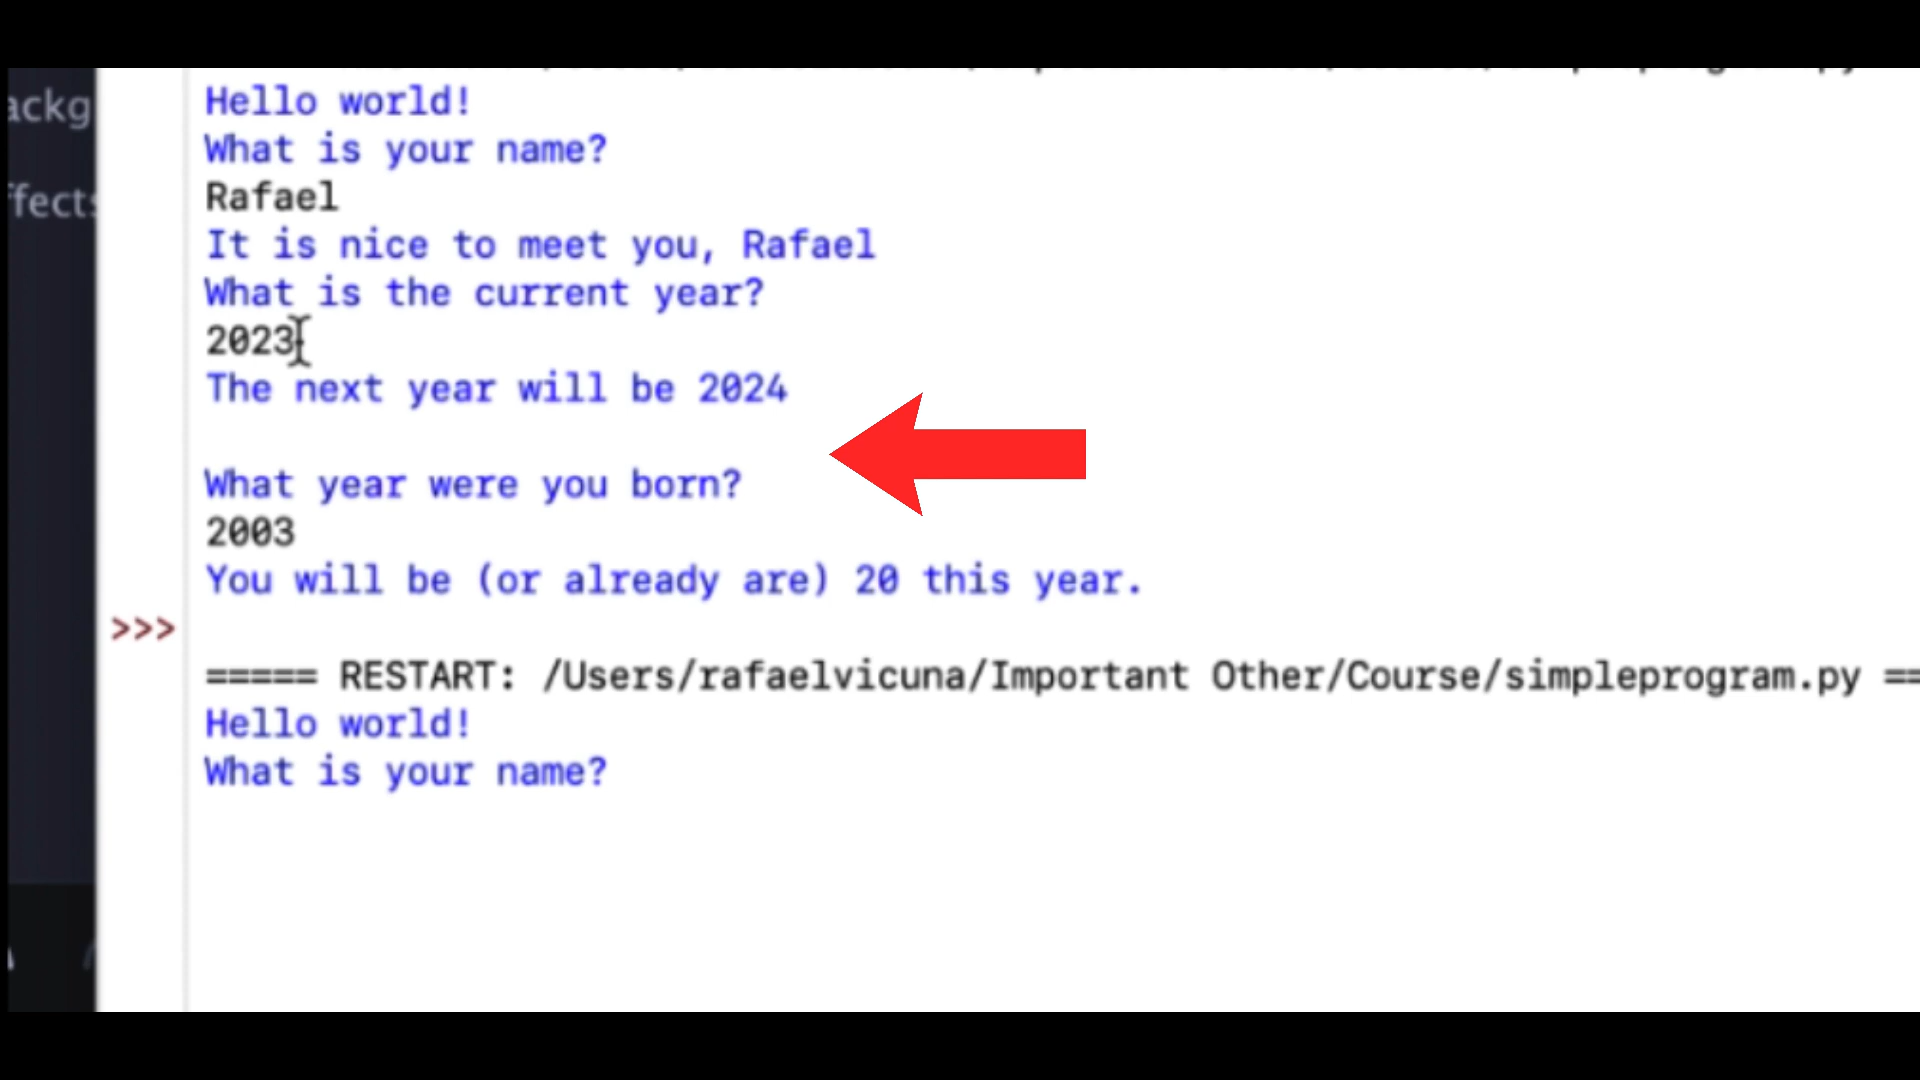 ackg
ffects
Hello world!
What is your name?
Rafael
It is nice to meet you, Rafael
What is the current year?
2023
The next year will be 2024
What year were you born?
2003
You will be (or already are) 20 this year.
>>>
===== RESTART: /Users/rafaelvicuna/Important Other/Course/simpleprogram.py ==
Hello world!
What is your name?